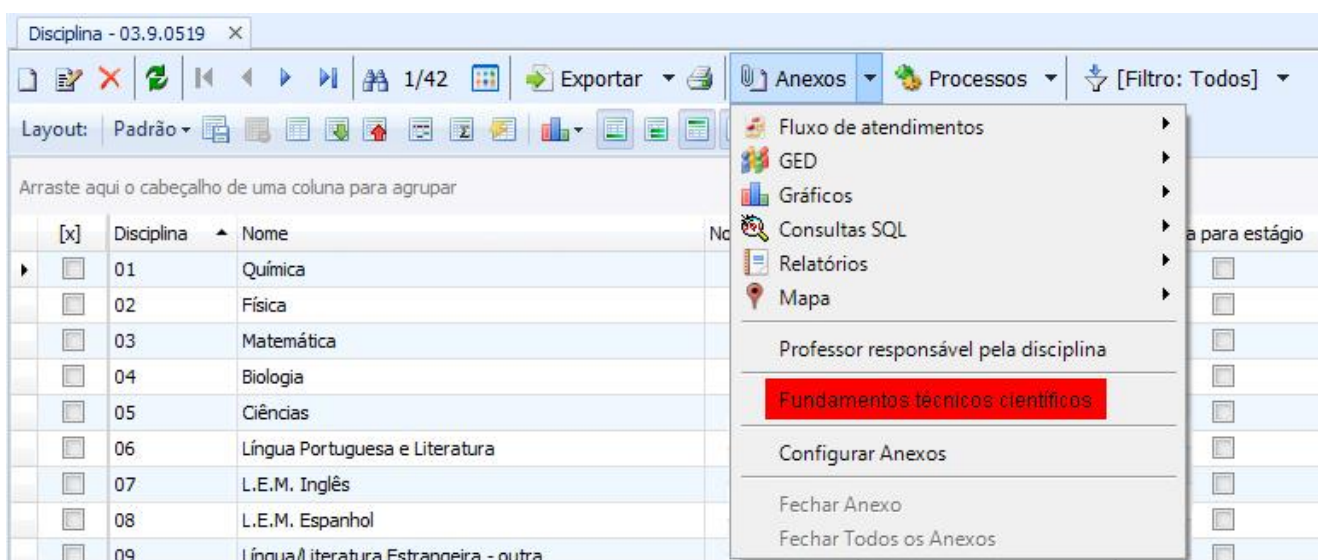 Disciplina - 03.9.0519
1/42 Exportar Anexos Processos [Filtro: Todos]
Layout: Padrão
Arraste aqui o cabeçalho de uma coluna para agrupar
[x] Disciplina Nome a para estágio
01 Química
02 Física
03 Matemática
04 Biologia
05 Ciências
06 Língua Portuguesa e Literatura
07 L.E.M. Inglês
08 L.E.M. Espanhol
09 Língua/Literatura Estrangeira - outra
Fluxo de atendimentos
GED
Gráficos
Consultas SQL
Relatórios
Mapa
Professor responsável pela disciplina
Fundamentos técnicos científicos
Configurar Anexos
Fechar Anexo
Fechar Todos os Anexos